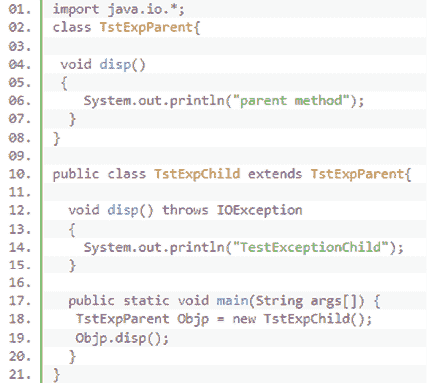 01. import java.io.*;
02. class TstExpParent{
03.
04. void disp()
05. {
06. System.out.println("parent method");
07. }
08. }
09.
10. public class TstExpChild extends TstExpParent{
11.
12. void disp() throws IOException
13. {
14. System.out.println("TestExceptionChild");
15. }
16.
17. public static void main(String args[]) {
18. TstExpParent Objp = new TstExpChild();
19. Objp.disp();
20. }
21. }